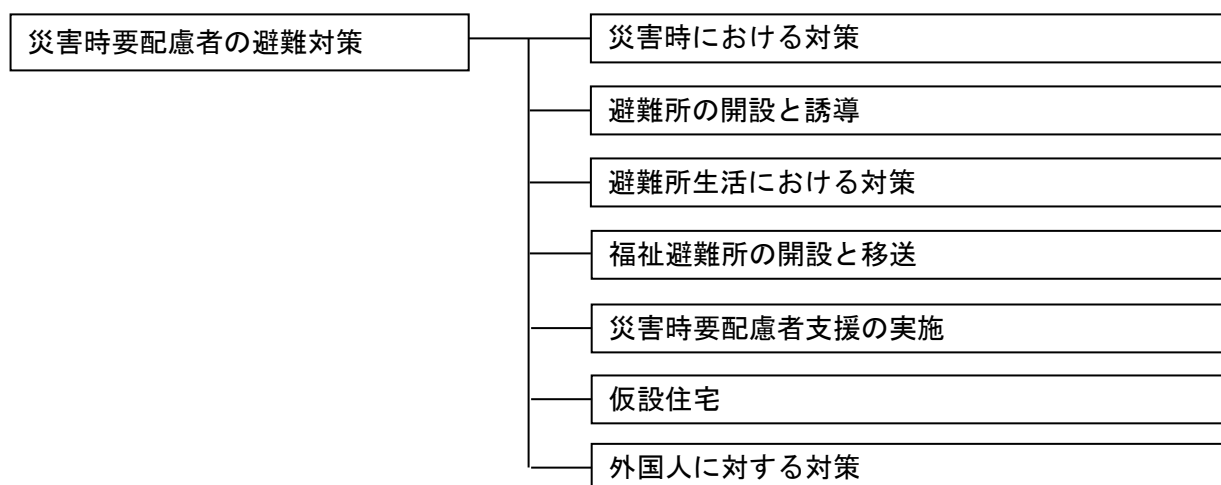 災害時要配慮者の避難対策
災害時における対策
避難所の開設と誘導
避難所生活における対策
福祉避難所の開設と移送
災害時要配慮者支援の実施
仮設住宅
外国人に対する対策